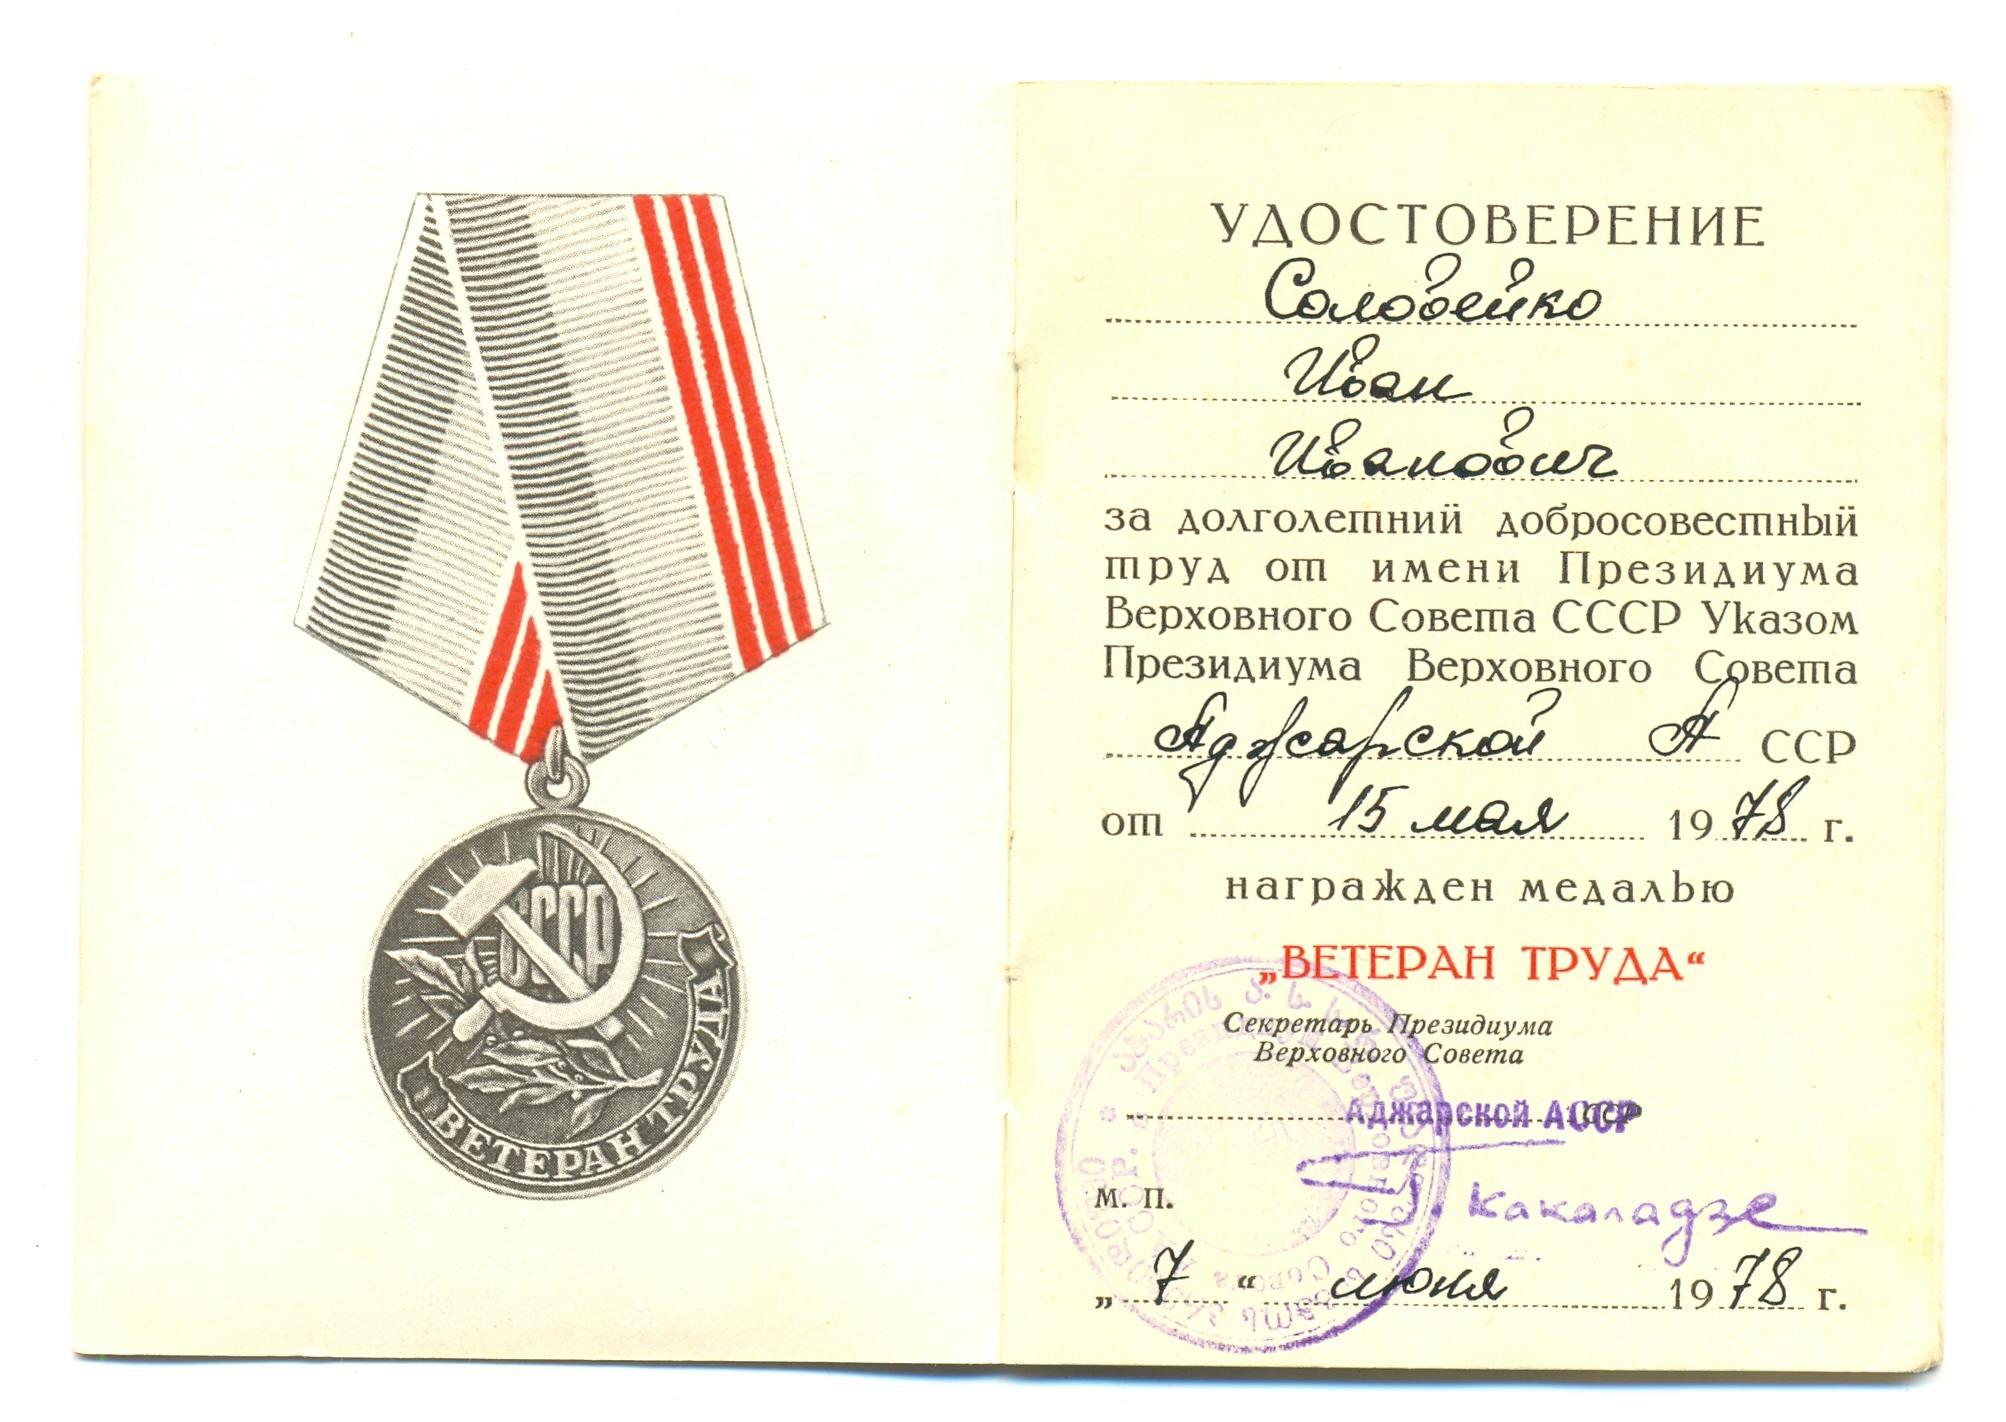 СССР
ВЕТЕРАН ТРУДА
УДОСТОВЕРЕНИЕ
Соловейко
Иван
Иванович
за долголетний добросовестный
труд от имени Президиума
Верховного Совета СССР Указом
Президиума Верховного Совета
Аджарской А ССР
от 15 мая 1978 г.
награжден медалью
„ВЕТЕРАН ТРУДА“
Секретарь Президиума
Верховного Совета
Аджарской АССР
М. П.
Какаладзе
„ 7 “ июня 1978 г.